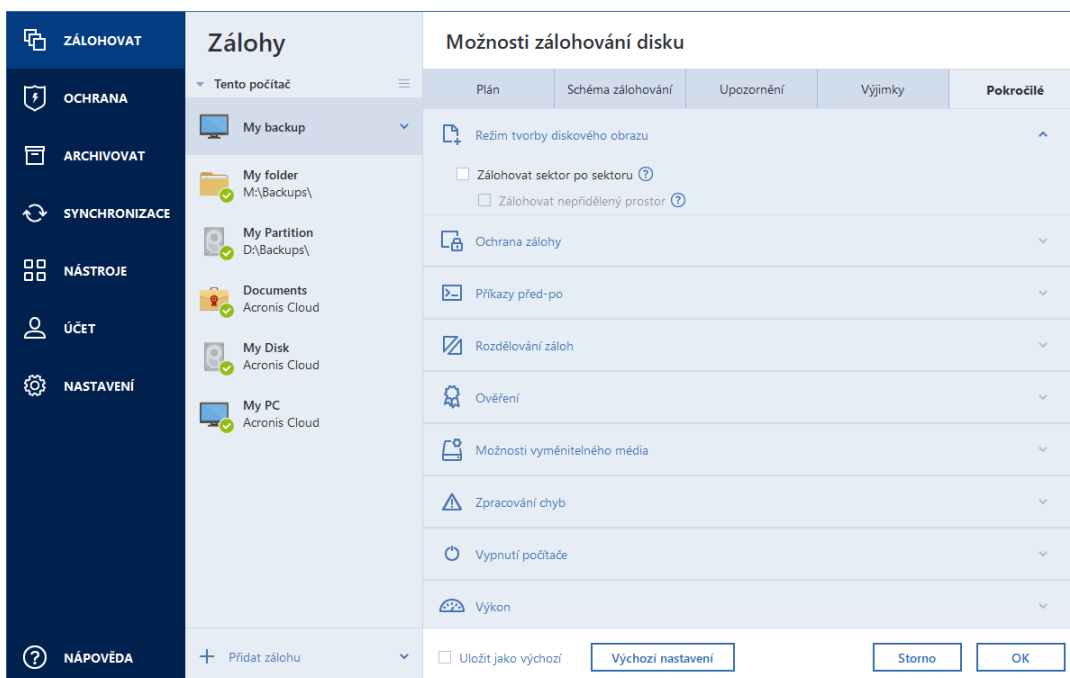 ZÁLOHOVAT
OCHRANA
ARCHIVOVAT
SYNCHRONIZACE
NÁSTROJE
ÚČET
NASTAVENÍ
NÁPOVĚDA
Zálohy
Tento počítač
My backup
My folder
M:\Backups\
My Partition
D:\Backups\
Documents
Acronis Cloud
My Disk
Acronis Cloud
My PC
Acronis Cloud
Přidat zálohu
Možnosti zálohování disku
Plán Schéma zálohování Upozornění Výjimky Pokročilé
Režim tvorby diskového obrazu
Zálohovat sektor po sektoru ?
Zálohovat nepřidělený prostor ?
Ochrana zálohy
Příkazy před-po
Rozdělování záloh
Ověření
Možnosti vyměnitelného média
Zpracování chyb
Vypnutí počítače
Výkon
Uložit jako výchozí Výchozí nastavení Storno OK